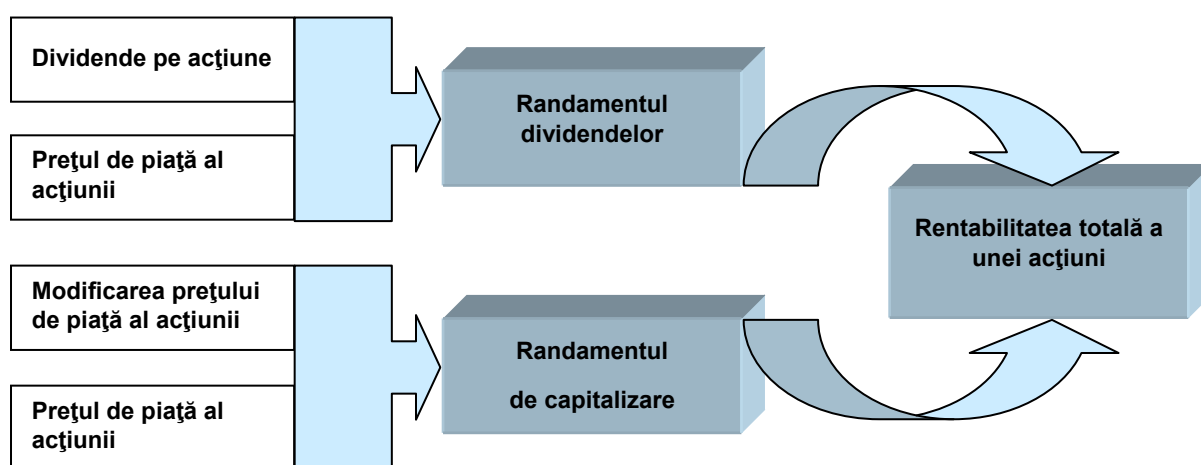 Dividende pe acţiune
Preţul de piaţă al
acţiunii
Randamentul
dividendelor
Modificarea preţului
de piaţă al acţiunii
Preţul de piaţă al
acţiunii
Randamentul
de capitalizare
Rentabilitatea totală a
unei acţiuni